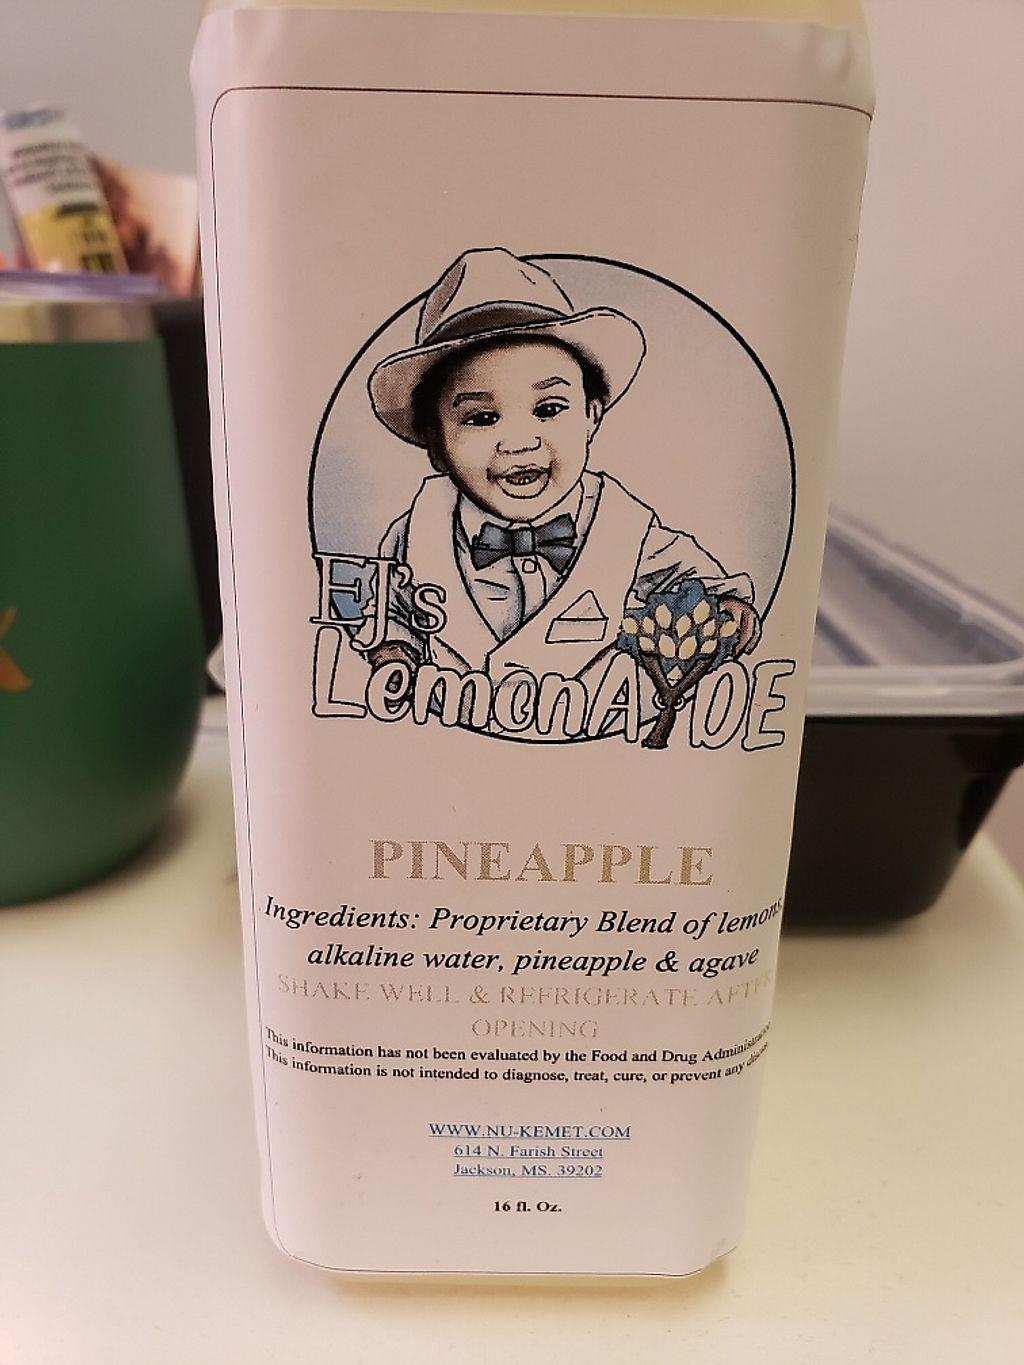 EJ's
LemonAYDE
PINEAPPLE
Ingredients: Proprietary Blend of lemons,
alkaline water, pineapple & agave
SHAKE WELL & REFRIGERATE AFTER
OPENING
This information has not been evaluated by the Food and Drug
This information is not intended to diagnose, treat, cure, or prevent any
WWW.NU-KEMET.COM
614 N. Farish Street
Jackson, MS. 39202
16 fl. Oz.